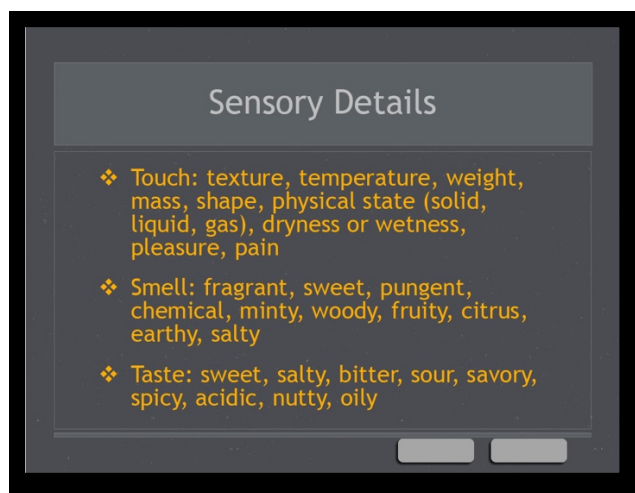 Sensory Details
❖ Touch: texture, temperature, weight,
mass, shape, physical state (solid,
liquid, gas), dryness or wetness,
pleasure, pain
❖ Smell: fragrant, sweet, pungent,
chemical, minty, woody, fruity, citrus,
earthy, salty
❖ Taste: sweet, salty, bitter, sour, savory,
spicy, acidic, nutty, oily